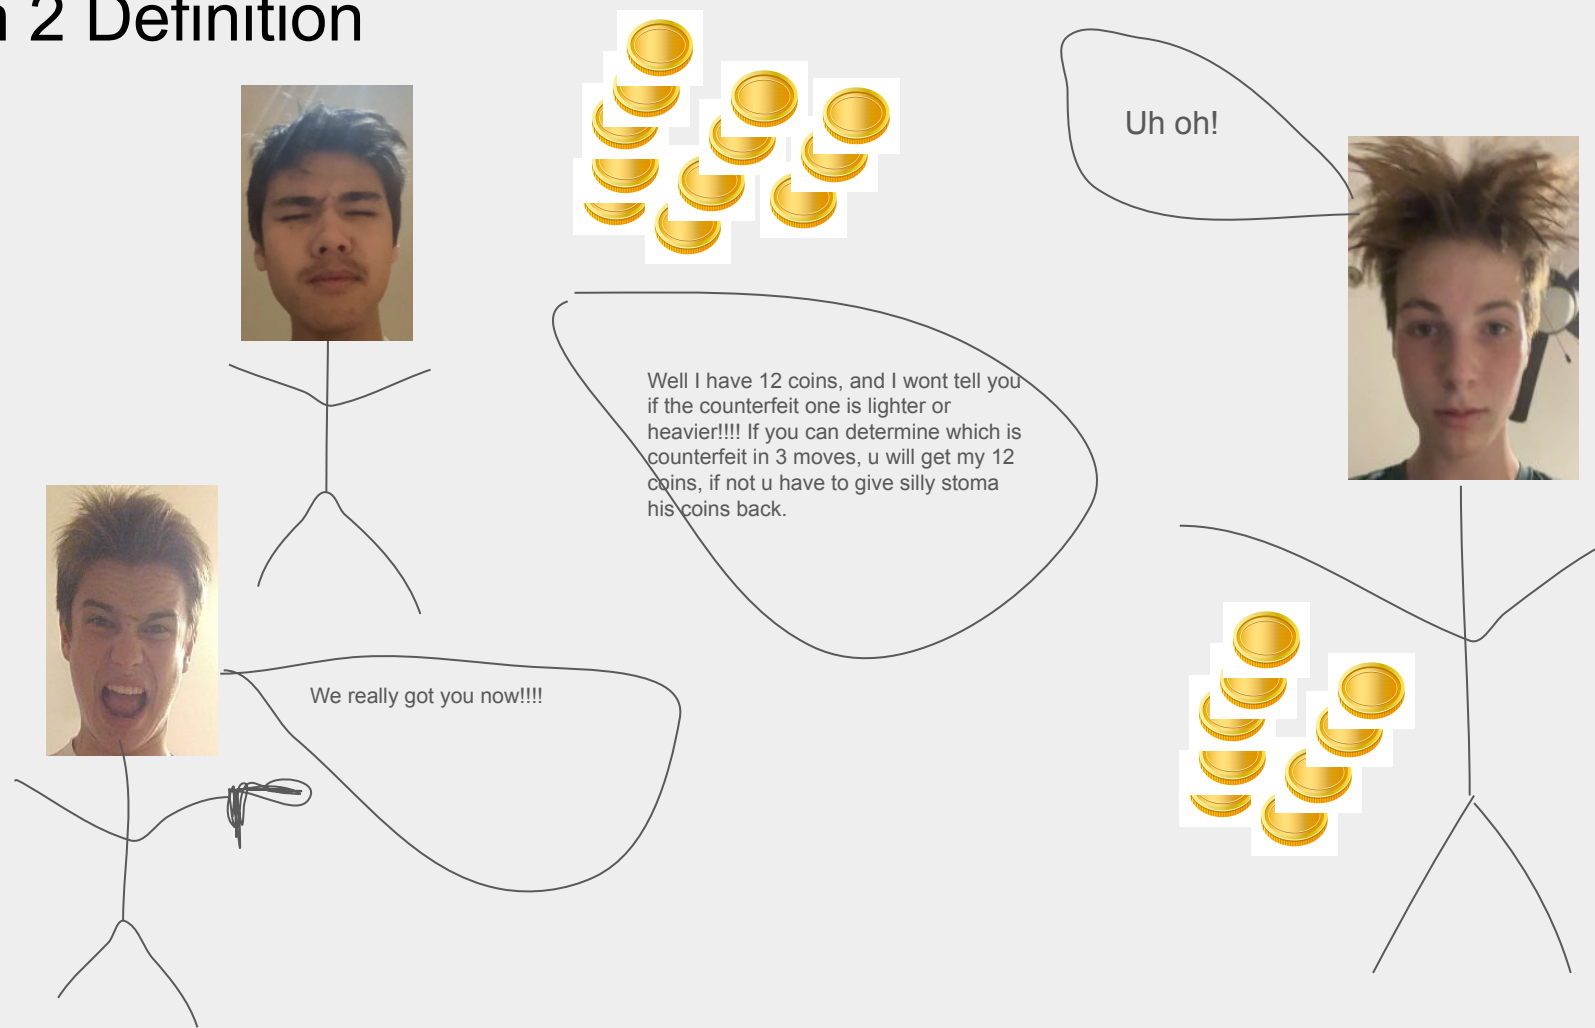 2 Definition
Uh oh!
Well I have 12 coins, and I wont tell you
if the counterfeit one is lighter or
heavier!!!! If you can determine which is
counterfeit in 3 moves, u will get my 12
coins, if not u have to give silly stoma
his coins back.
We really got you now!!!!